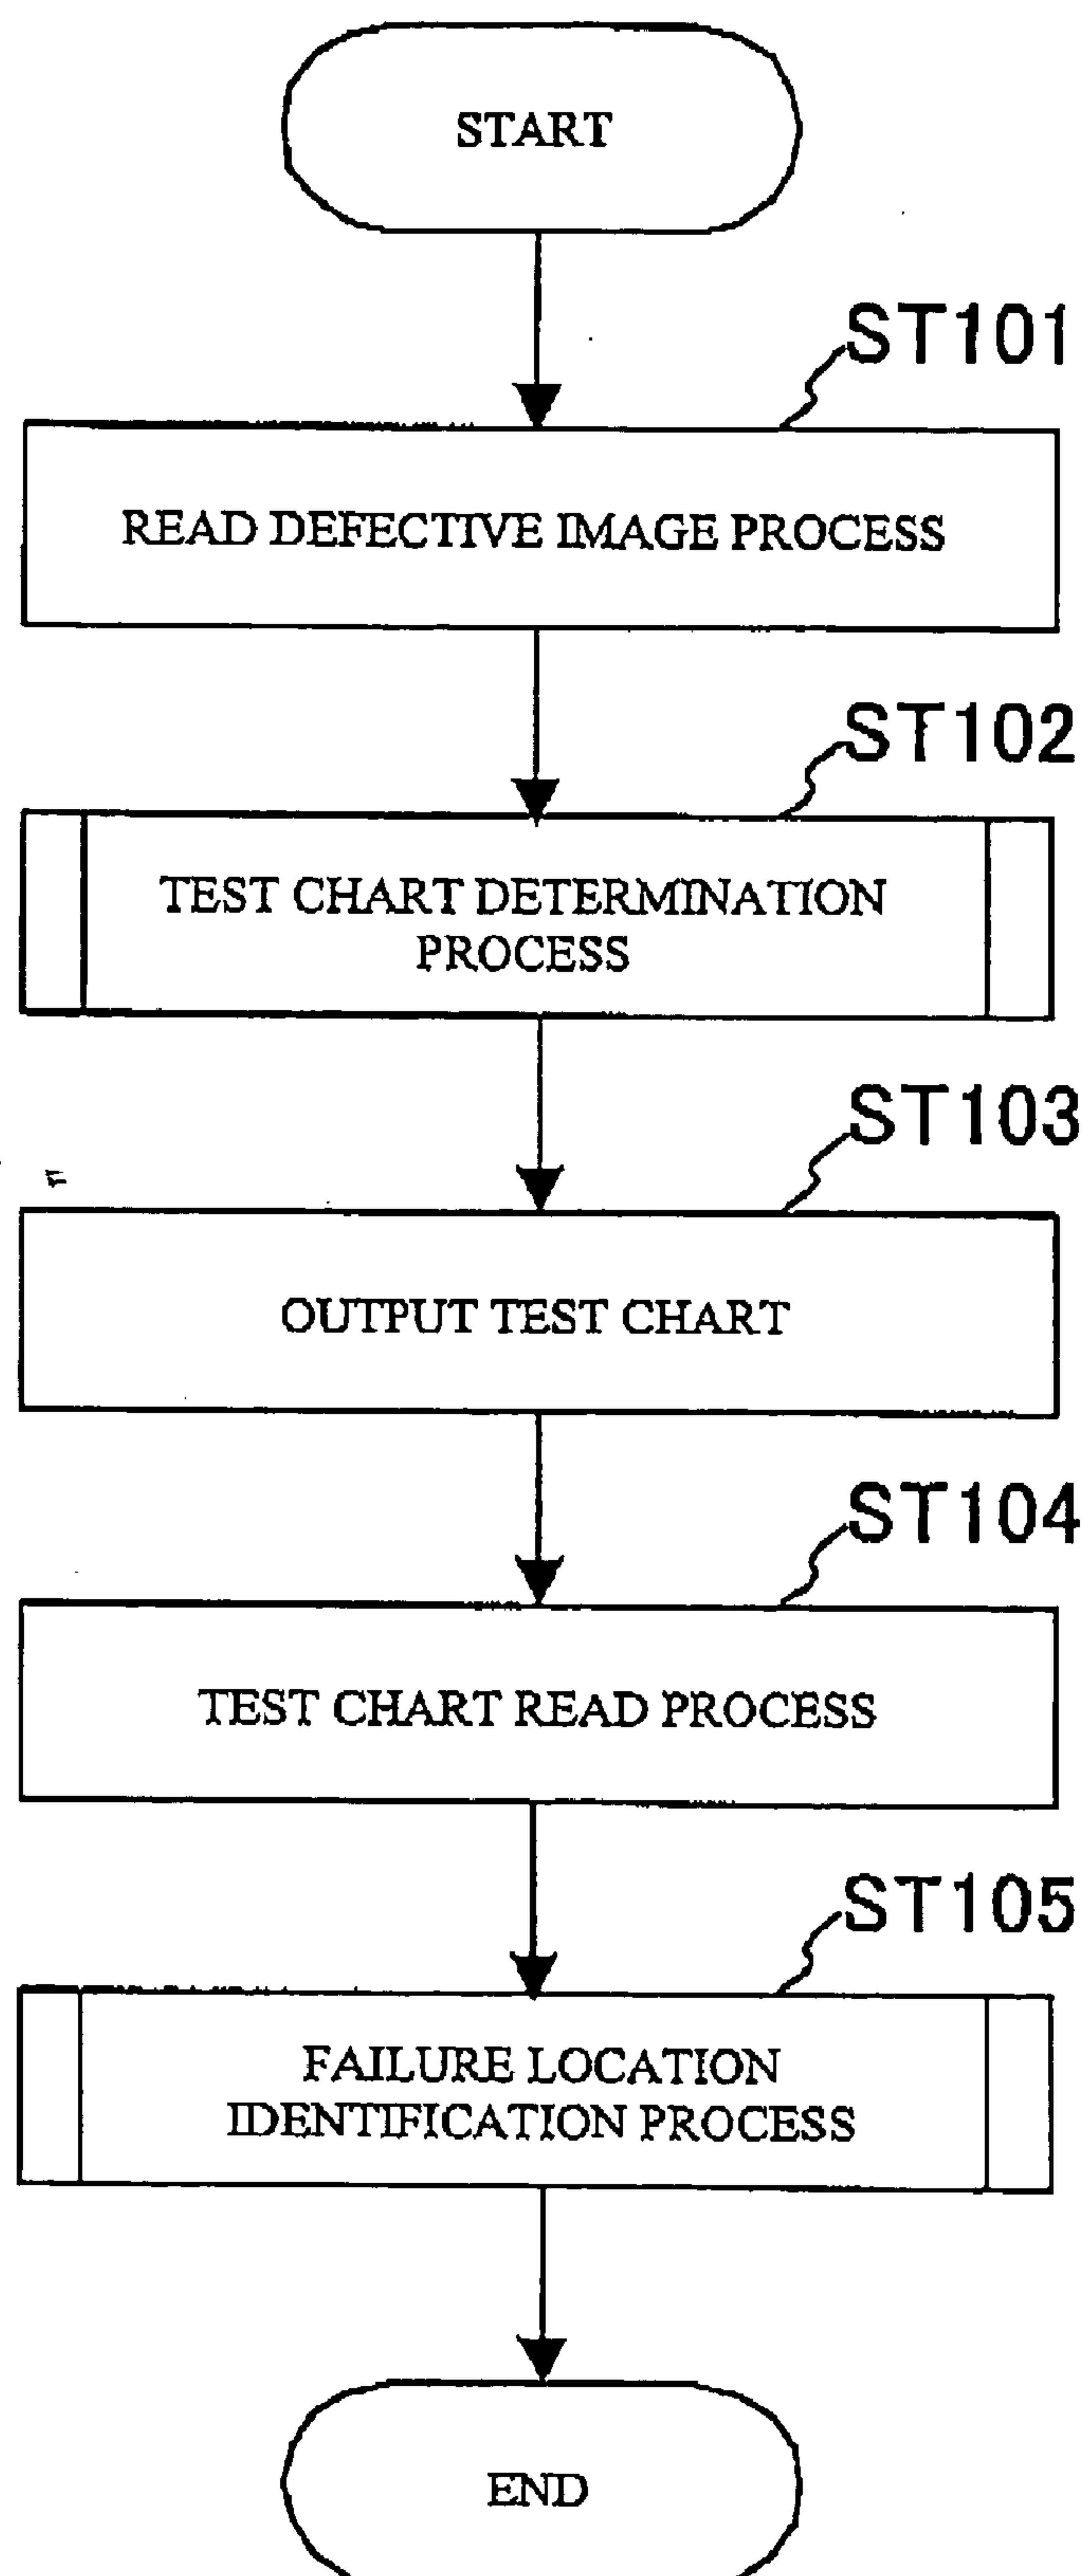 START
ST101
READ DEFECTIVE IMAGE PROCESS
ST102
TEST CHART DETERMINATION
PROCESS
ST103
OUTPUT TEST CHART
ST104
TEST CHART READ PROCESS
ST105
FAILURE LOCATION
IDENTIFICATION PROCESS
END